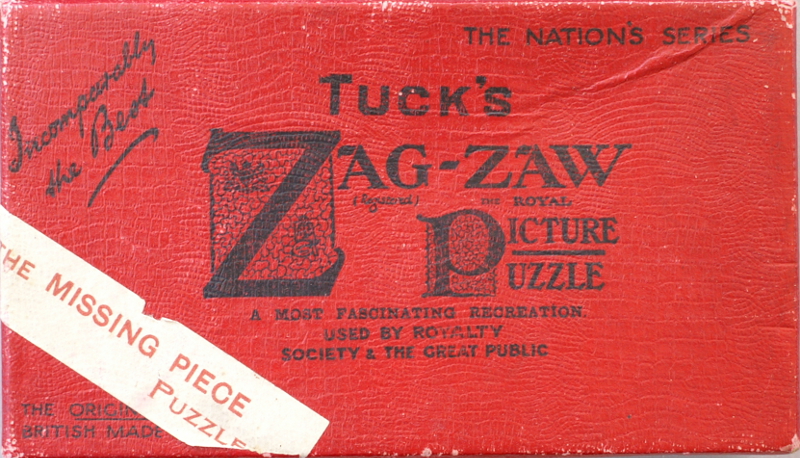 THE NATION'S SERIES.
Incomparably
the Best
TUCK'S
ZAG-ZAW
(Registered) THE ROYAL
PICTURE
PUZZLE
A MOST FASCINATING RECREATION.
USED BY ROYALTY
SOCIETY & THE GREAT PUBLIC
THE MISSING PIECE
PUZZLE
THE
BRITISH MADE